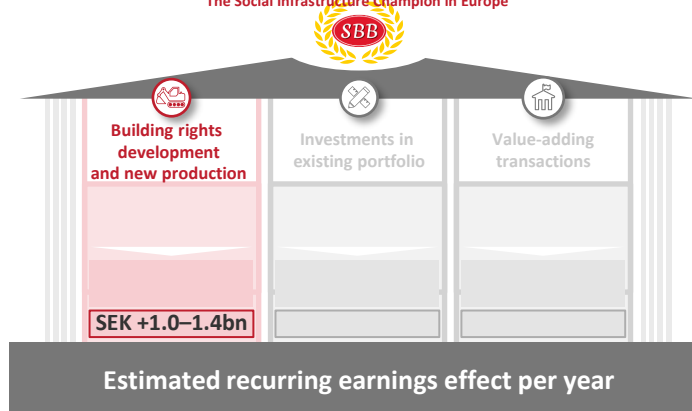 The Social Infrastructure Champion in Europe
SBB
Building rights
development
and new production
Investments in
existing portfolio
Value-adding
transactions
SEK +1.0–1.4bn
Estimated recurring earnings effect per year